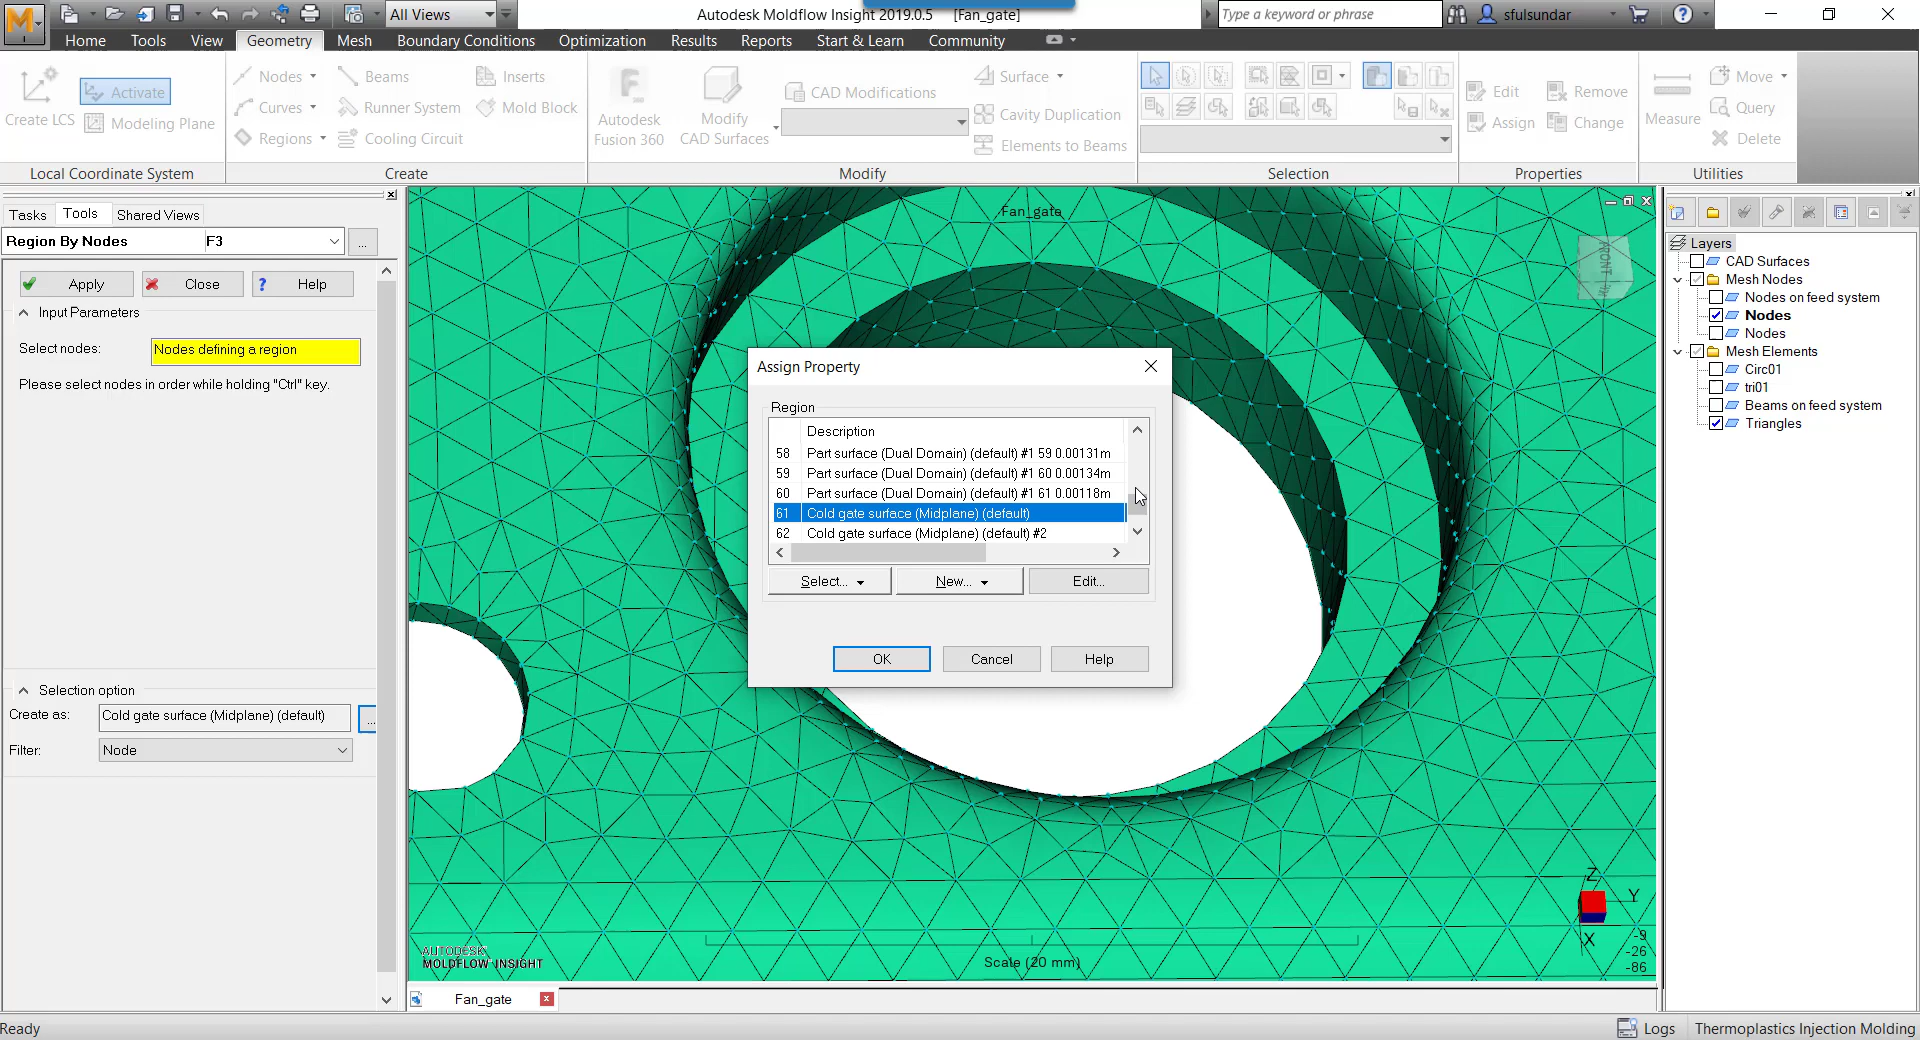 M
All Views
Autodesk Moldflow Insight 2019.0.5 [Fan_gate]
Type a keyword or phrase
sfulsundar
Home Tools View Geometry Mesh Boundary Conditions Optimization Results Reports Start & Learn Community
Create LCS
Activate
Modeling Plane
Local Coordinate System
Nodes
Curves
Regions
Beams
Runner System
Cooling Circuit
Inserts
Mold Block
Create
Autodesk
Fusion 360
Modify
CAD Surfaces
CAD Modifications
Surface
Cavity Duplication
Elements to Beams
Modify
Selection
Edit
Assign
Remove
Change
Properties
Measure
Move
Query
Delete
Utilities
Tasks Tools Shared Views
Region By Nodes F3
...
Apply Close ? Help
Input Parameters
Select nodes: Nodes defining a region
Please select nodes in order while holding "Ctrl" key.
Selection option
Create as: Cold gate surface (Midplane) (default) ...
Filter: Node
Fan_gate
FRONT
Assign Property
Region
Description
58 Part surface (Dual Domain) (default) #1 59 0.00131m
59 Part surface (Dual Domain) (default) #1 60 0.00134m
60 Part surface (Dual Domain) (default) #1 61 0.00118m
61 Cold gate surface (Midplane) (default)
62 Cold gate surface (Midplane) (default) #2
Select... New... Edit...
OK Cancel Help
AUTODESK
MOLDFLOW INSIGHT
Scale (20 mm)
Z
Y
X
-9
-26
-86
Fan_gate
Layers
CAD Surfaces
Mesh Nodes
Nodes on feed system
Nodes
Nodes
Mesh Elements
Circ01
tri01
Beams on feed system
Triangles
Ready
Logs Thermoplastics Injection Molding